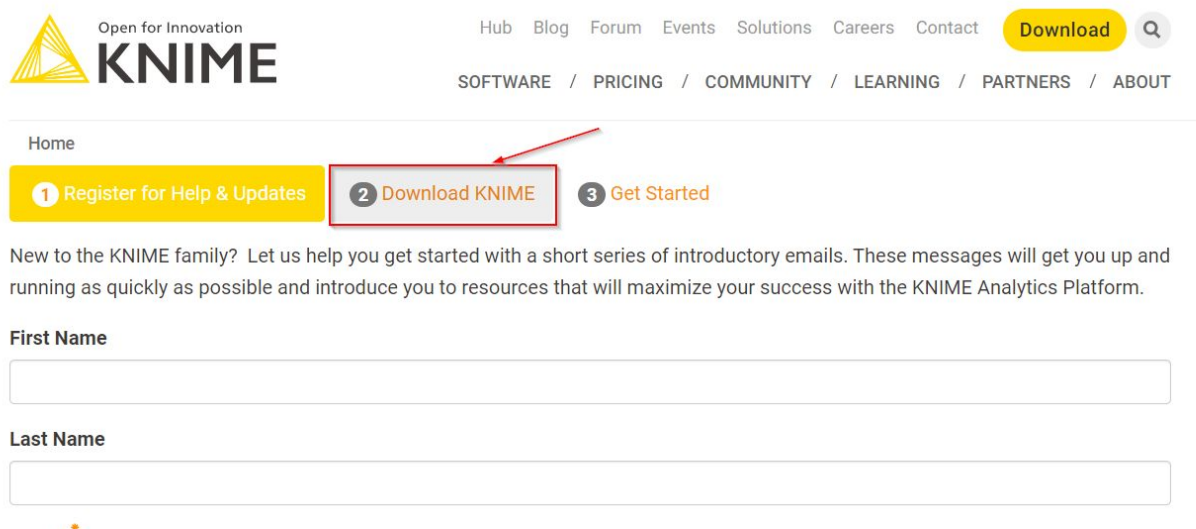 Open for Innovation
KNIME
Hub Blog Forum Events Solutions Careers Contact Download
SOFTWARE / PRICING / COMMUNITY / LEARNING / PARTNERS / ABOUT
Home
1 Register for Help & Updates 2 Download KNIME 3 Get Started
New to the KNIME family? Let us help you get started with a short series of introductory emails. These messages will get you up and
running as quickly as possible and introduce you to resources that will maximize your success with the KNIME Analytics Platform.
First Name
Last Name